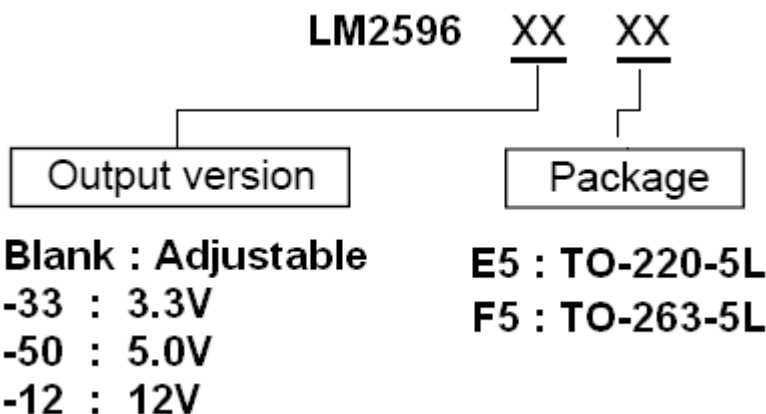 LM2596 XX XX
Output version
Package
Blank : Adjustable
-33 : 3.3V
-50 : 5.0V
-12 : 12V
E5 : TO-220-5L
F5 : TO-263-5L